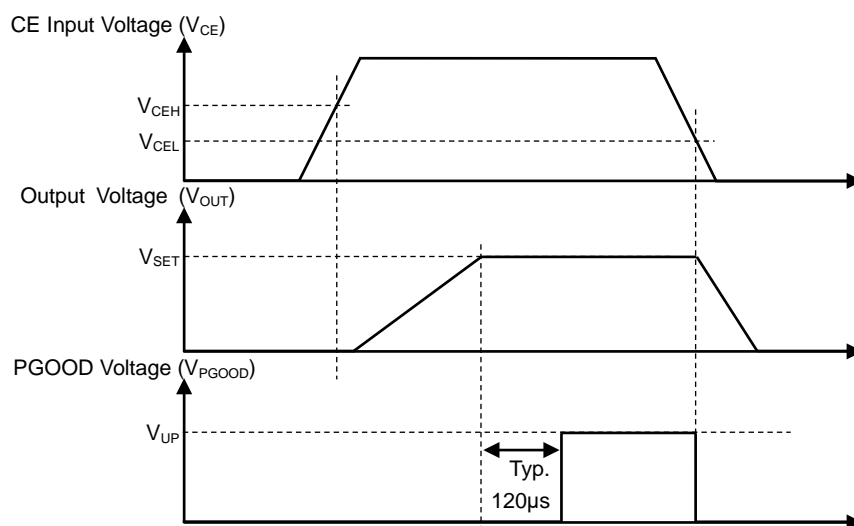 CE Input Voltage (VCE)
VCEH
VCEL
Output Voltage (VOUT)
VSET
PGOOD Voltage (VPGOOD)
VUP
Typ.
120µs